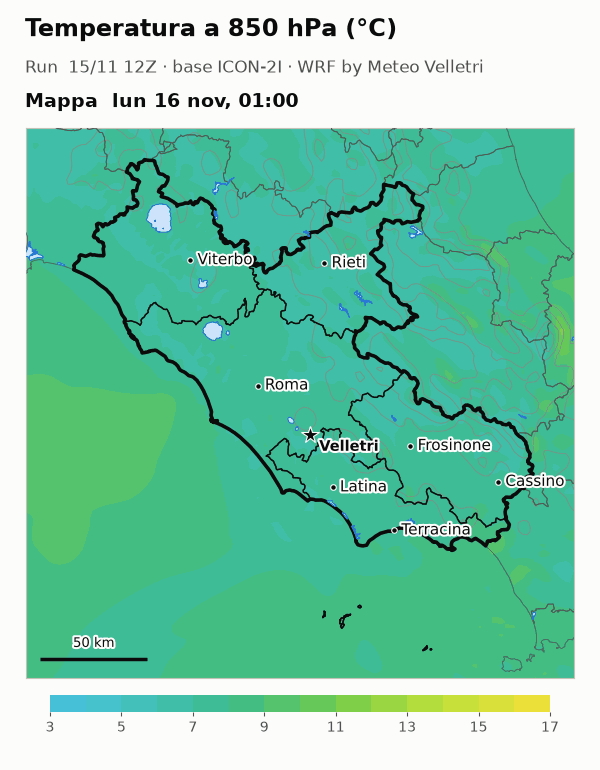 Temperatura a 850 hPa (°C)
Run  15/11 12Z · base ICON-2I · WRF by Meteo Velletri
Mappa  lun 16 nov, 01:00
Viterbo
Rieti
Roma
Velletri
Frosinone
Latina
Cassino
Terracina
50 km
3 5 7 9 11 13 15 17